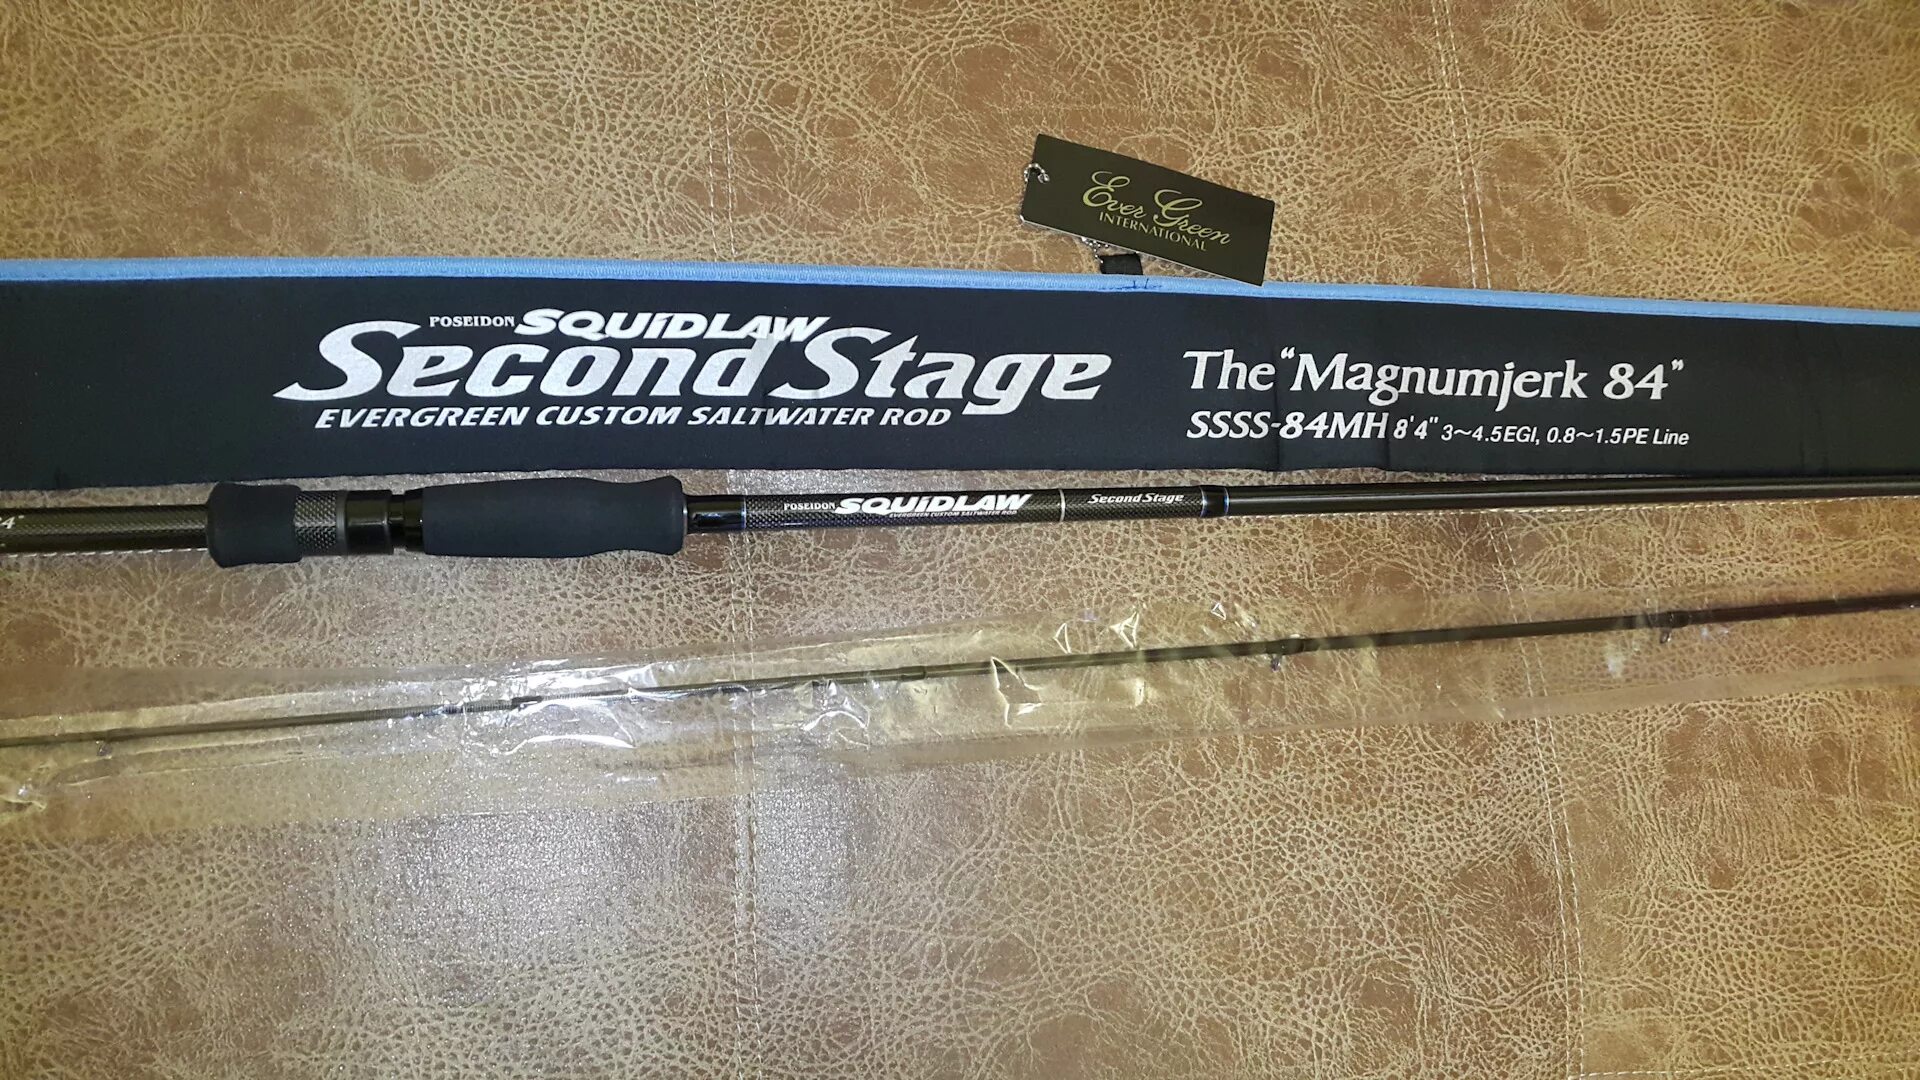 Ever Green
INTERNATIONAL
POSEIDON SQUiDLAW
Second Stage
EVERGREEN CUSTOM SALTWATER ROD
The "Magnumjerk 84"
SSSS-84MH 8'4" 3~4.5EGI, 0.8~1.5PE Line
84"
POSEIDON SQUiDLAW
EVERGREEN CUSTOM SALTWATER ROD
Second Stage